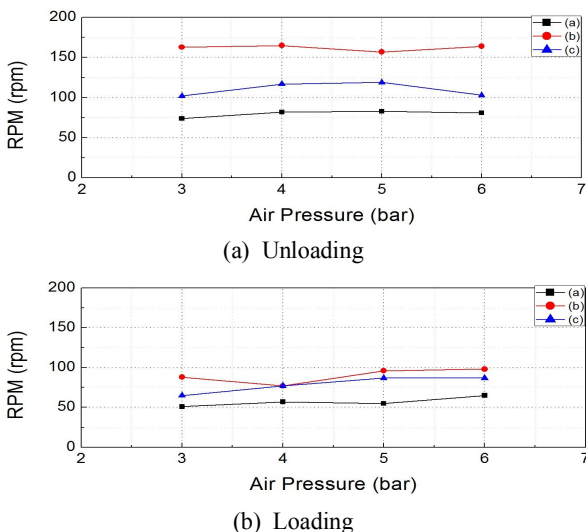 200
150
100
50
0
RPM (rpm)
(a)
(b)
(c)
2 3 4 5 6 7
Air Pressure (bar)
(a) Unloading
200
150
100
50
0
RPM (rpm)
(a)
(b)
(c)
2 3 4 5 6 7
Air Pressure (bar)
(b) Loading